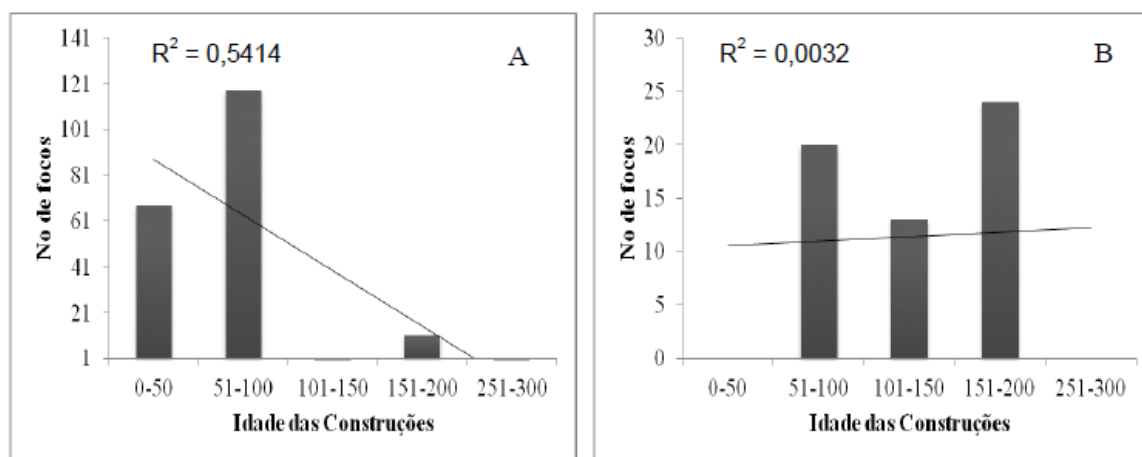 R² = 0,5414
A
141
121
101
81
61
41
21
1
No de focos
0-50 51-100 101-150 151-200 251-300
Idade das Construções
R² = 0,0032
B
30
25
20
15
10
5
0
No de focos
0-50 51-100 101-150 151-200 251-300
Idade das Construções